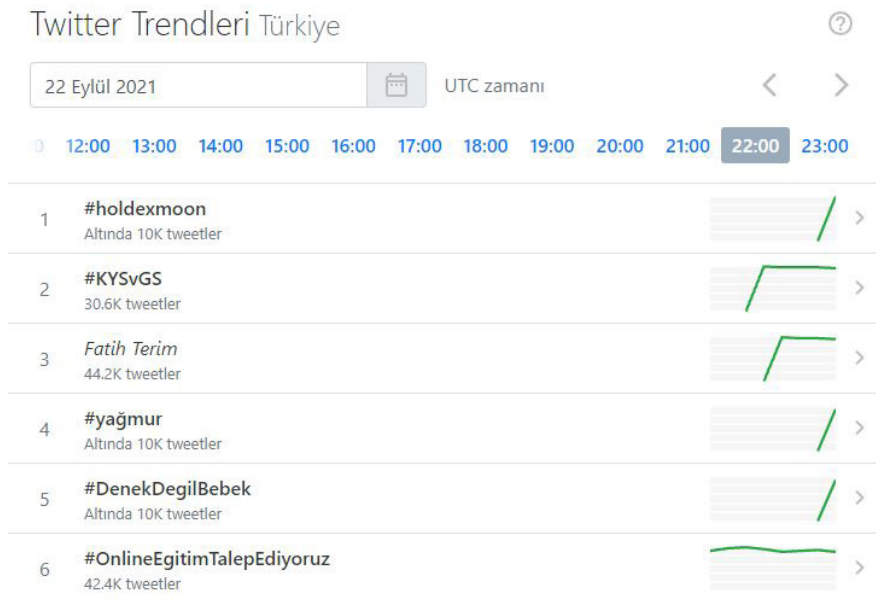 Twitter Trendleri Türkiye
22 Eylül 2021 UTC zamanı
0 12:00 13:00 14:00 15:00 16:00 17:00 18:00 19:00 20:00 21:00 22:00 23:00
1 #holdexmoon
Altında 10K tweetler
2 #KYSvGS
30.6K tweetler
3 Fatih Terim
44.2K tweetler
4 #yağmur
Altında 10K tweetler
5 #DenekDegilBebek
Altında 10K tweetler
6 #OnlineEgitimTalepEdiyoruz
42.4K tweetler